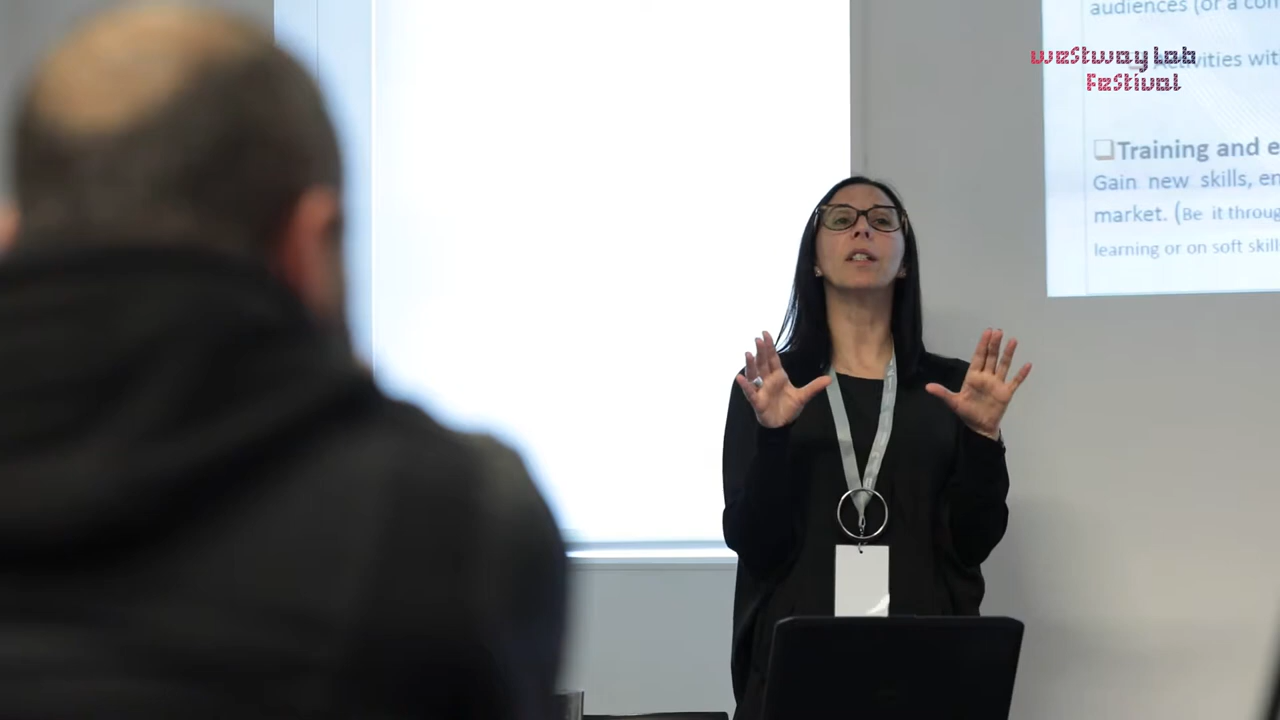 audiences (or a com
westway lab
Activities wit
Festival
Training and e
Gain new skills, en
market. (Be it throug
learning or on soft skill